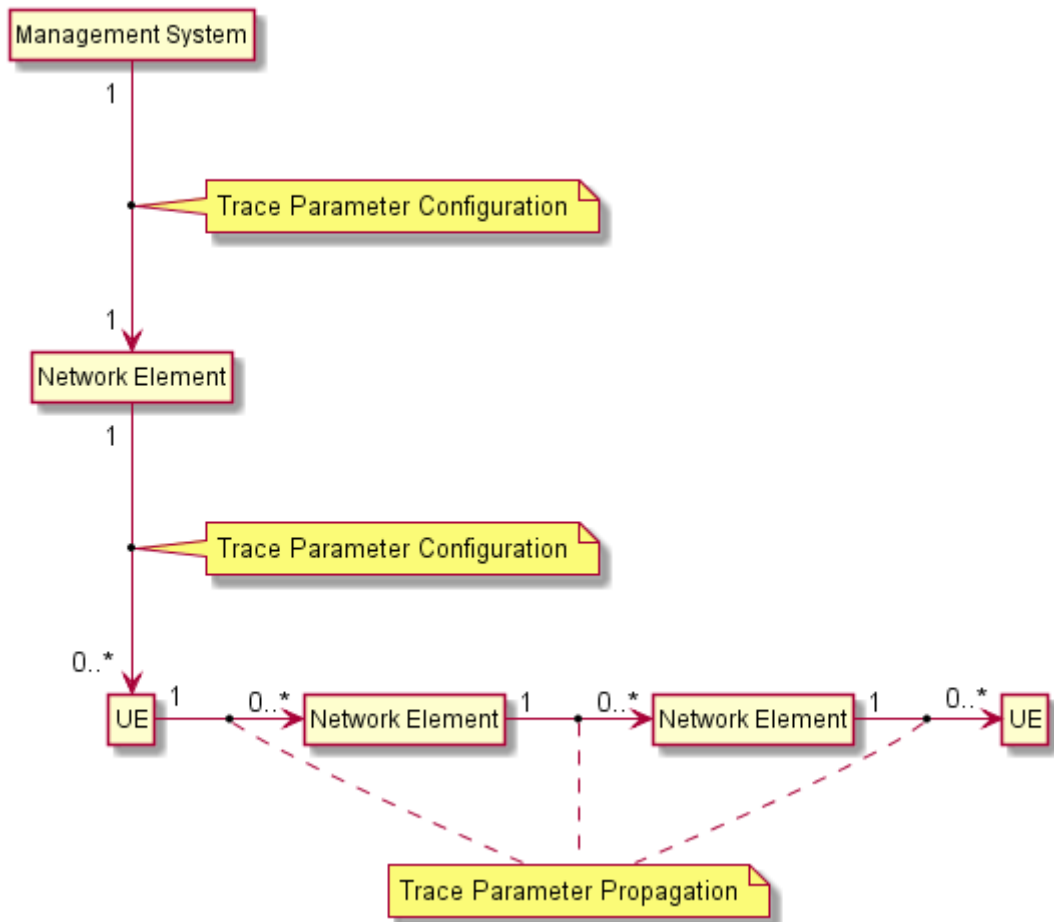 Management System
1
Trace Parameter Configuration
1
Network Element
1
Trace Parameter Configuration
0..*
UE
1
0..*
Network Element
1
0..*
Network Element
1
0..*
UE
Trace Parameter Propagation